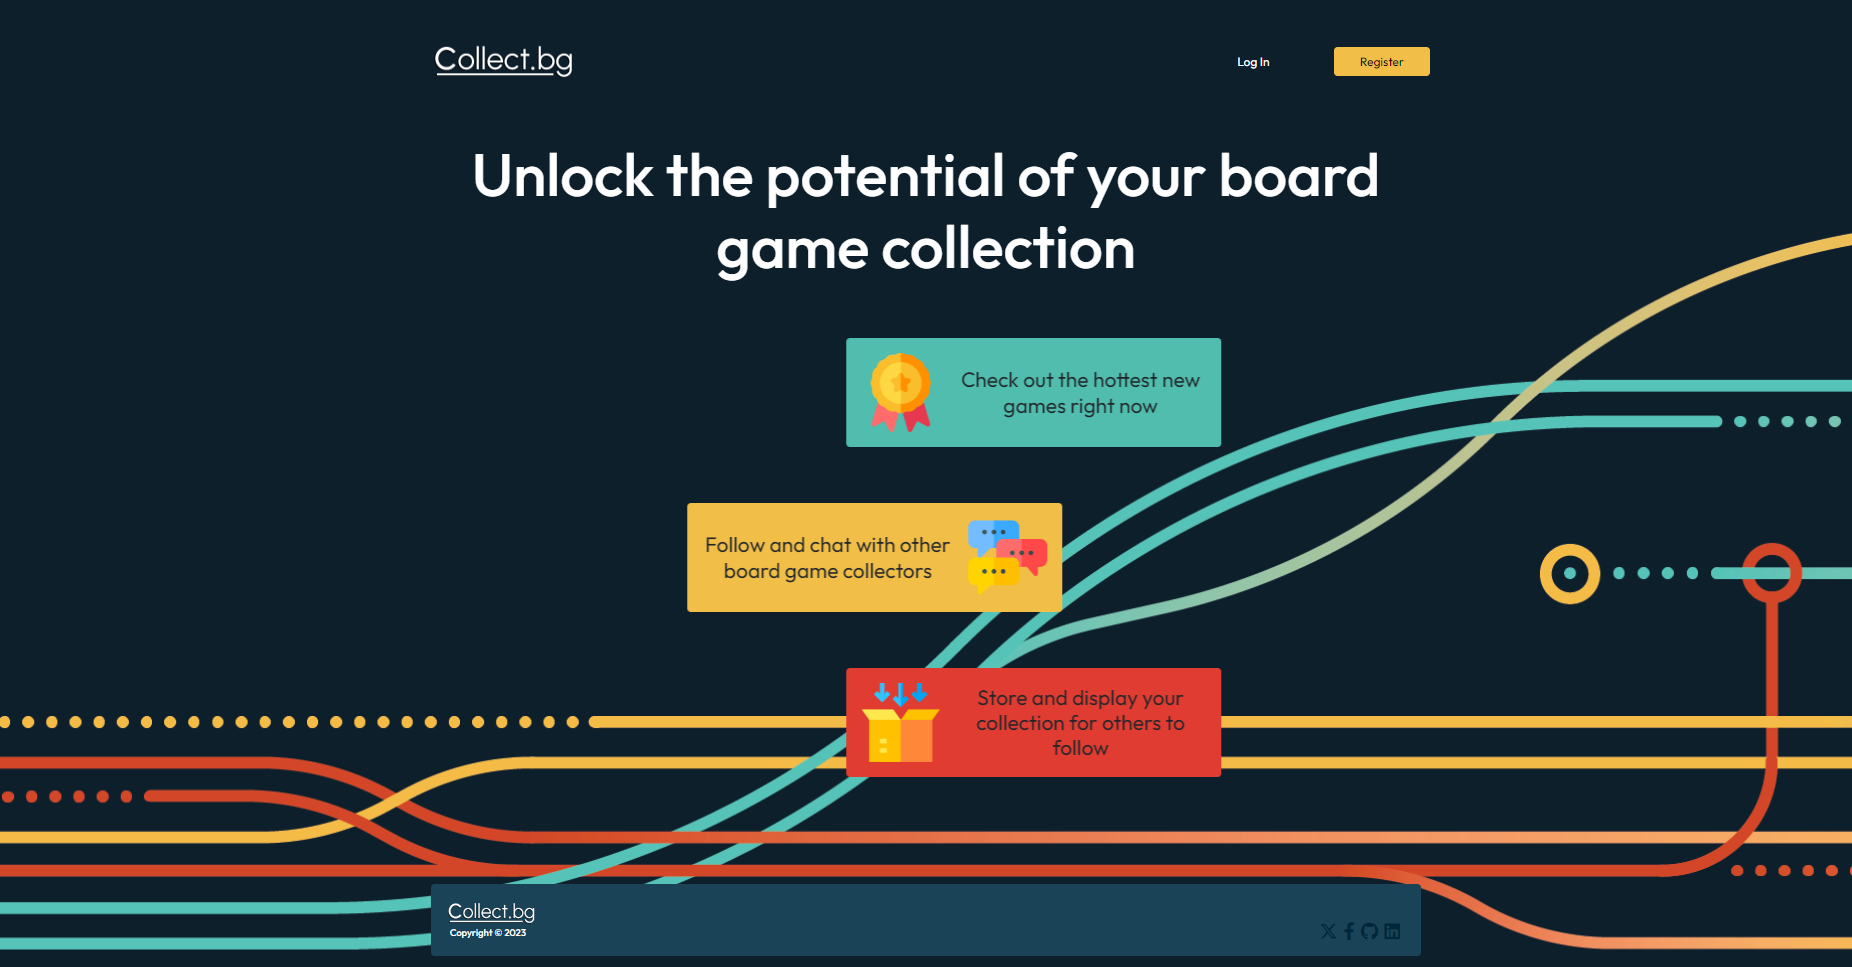 Collect.bg
Log In
Register
Unlock the potential of your board
game collection
Check out the hottest new
games right now
Follow and chat with other
board game collectors
Store and display your
collection for others to
follow
Collect.bg
Copyright © 2023